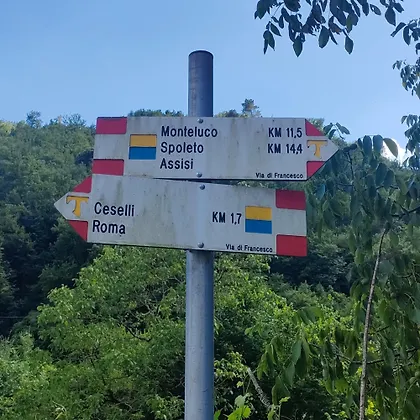 Monteluco KM 11,5
Spoleto KM 14,4
Assisi
Via di Francesco
Ceselli KM 1,7
Roma
Via di Francesco